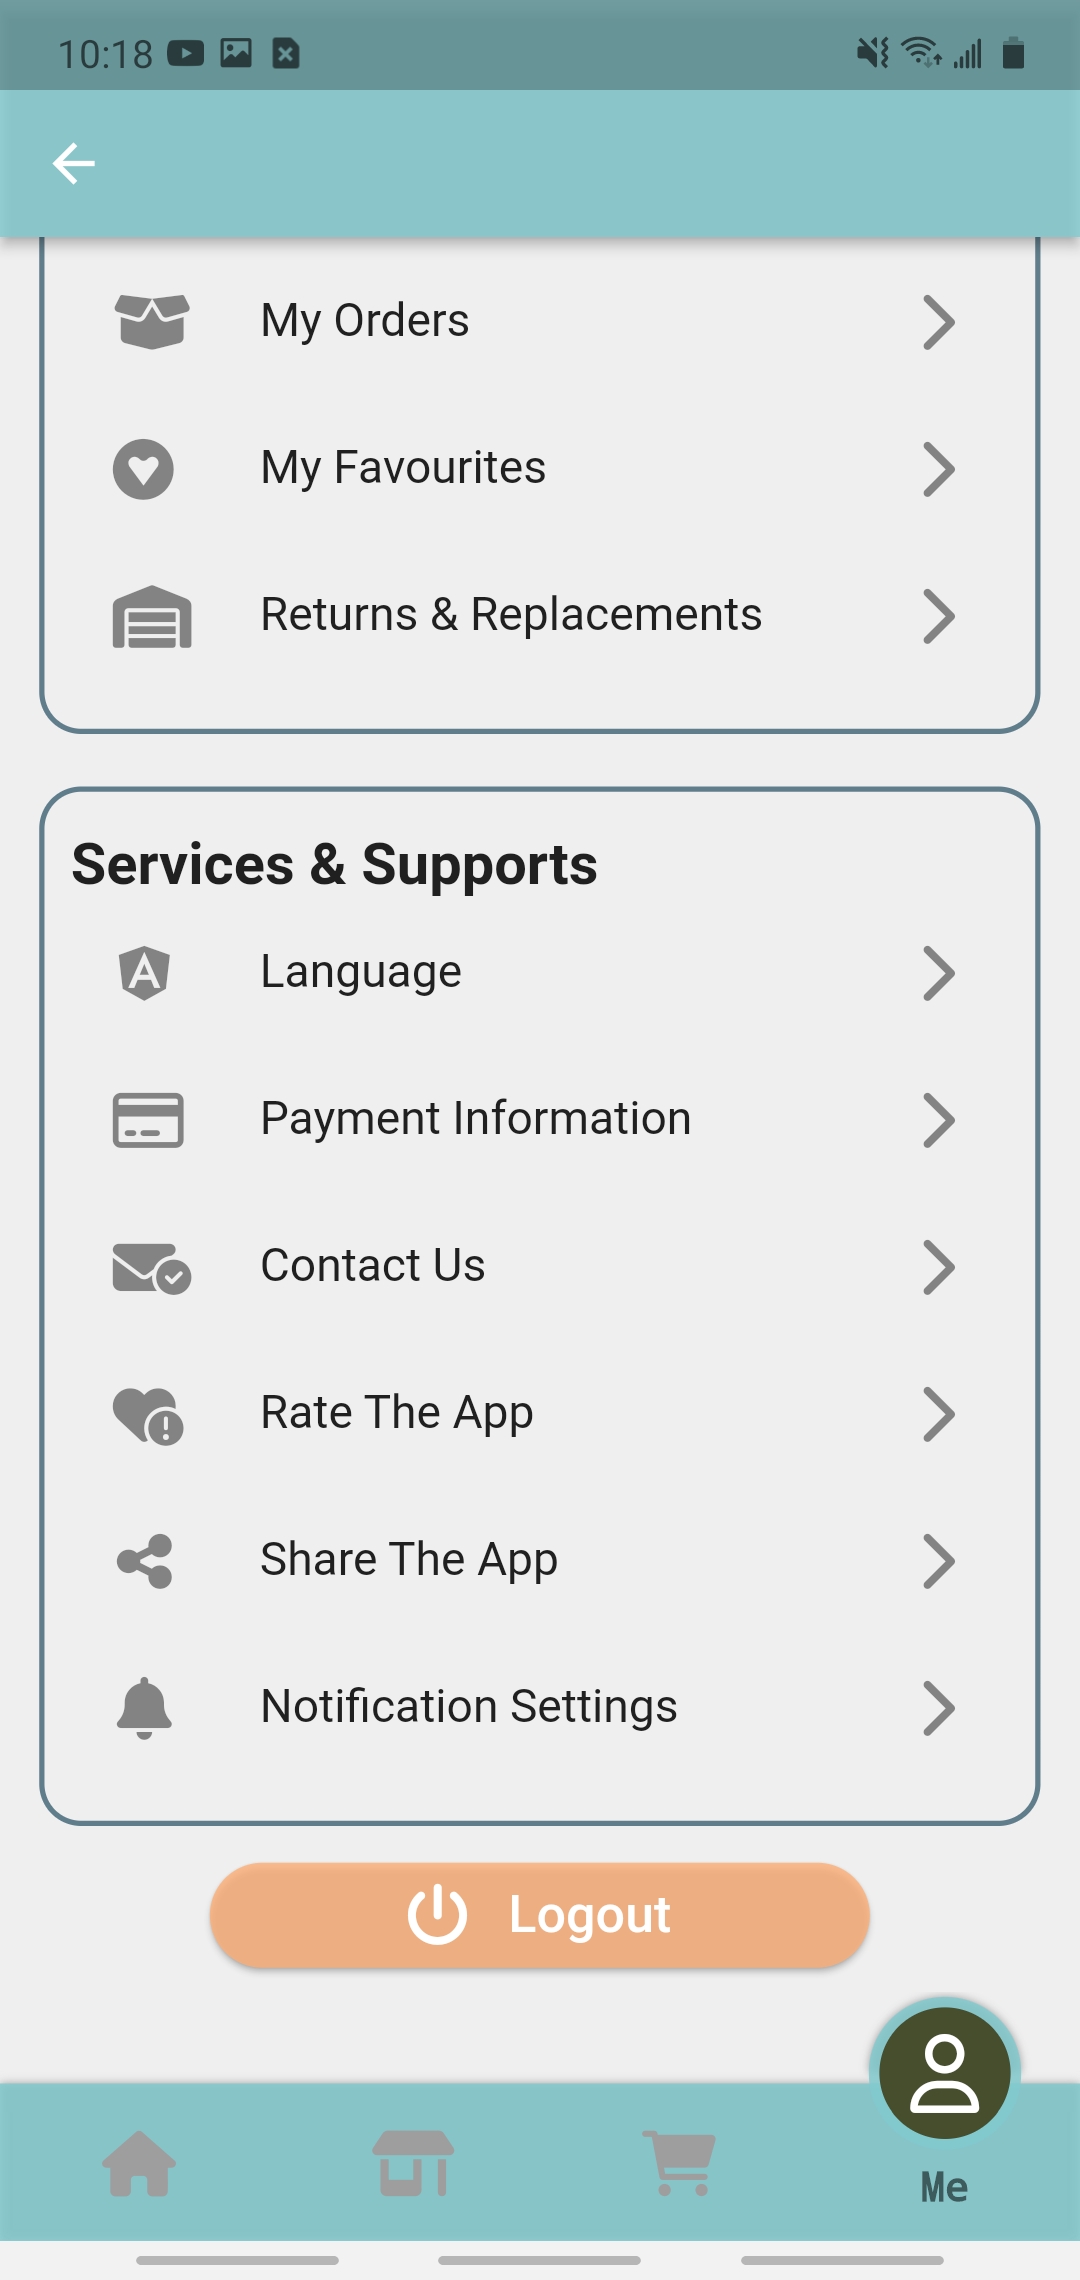 10:18
My Orders
My Favourites
Returns & Replacements
Services & Supports
Language
Payment Information
Contact Us
Rate The App
Share The App
Notification Settings
Logout
Me